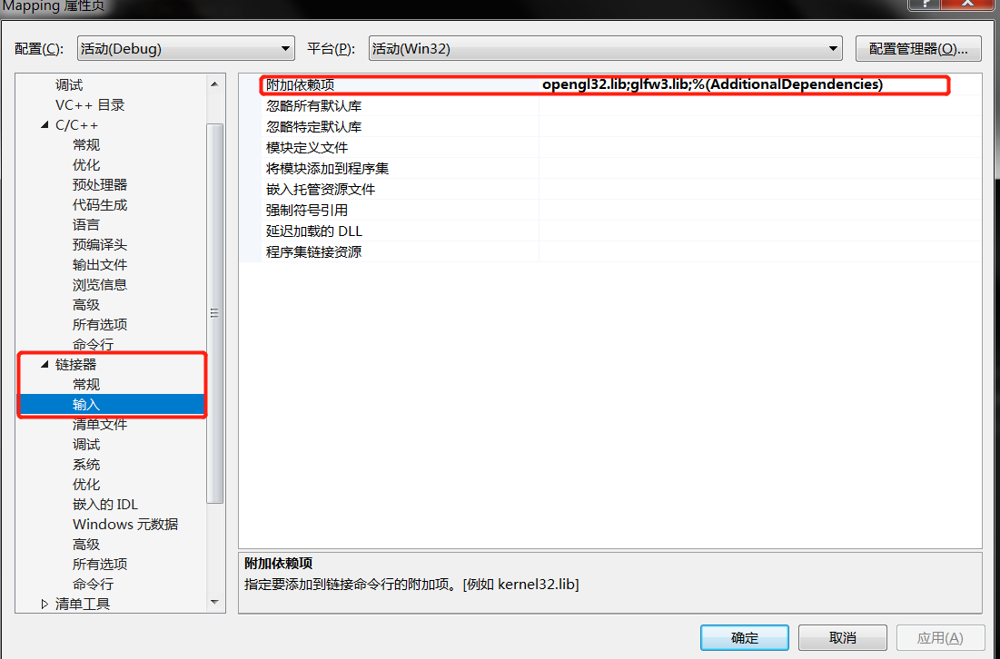 Mapping 属性页
配置(C): 活动(Debug) 平台(P): 活动(Win32) 配置管理器(O)...
调试
VC++ 目录
C/C++
常规
优化
预处理器
代码生成
语言
预编译头
输出文件
浏览信息
高级
所有选项
命令行
链接器
常规
输入
清单文件
调试
系统
优化
嵌入的 IDL
Windows 元数据
高级
所有选项
命令行
清单工具
附加依赖项 opengl32.lib;glfw3.lib;%(AdditionalDependencies)
忽略所有默认库
忽略特定默认库
模块定义文件
将模块添加到程序集
嵌入托管资源文件
强制符号引用
延迟加载的 DLL
程序集链接资源
附加依赖项
指定要添加到链接命令行的附加项。[例如 kernel32.lib]
确定 取消 应用(A)